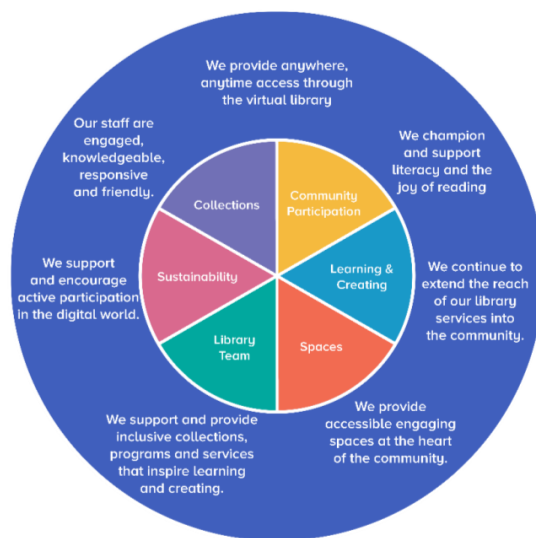 We provide anywhere,
anytime access through
the virtual library
Our staff are
engaged,
knowledgeable,
responsive
and friendly.
We champion
and support
literacy and the
joy of reading
Collections
Community
Participation
We support
and encourage
active participation
in the digital world.
Sustainability
Learning &
Creating
We continue to
extend the reach
of our library
services into
the community.
Library
Team
Spaces
We support and provide
inclusive collections,
programs and services
that inspire learning
and creating.
We provide
accessible engaging
spaces at the heart
of the community.